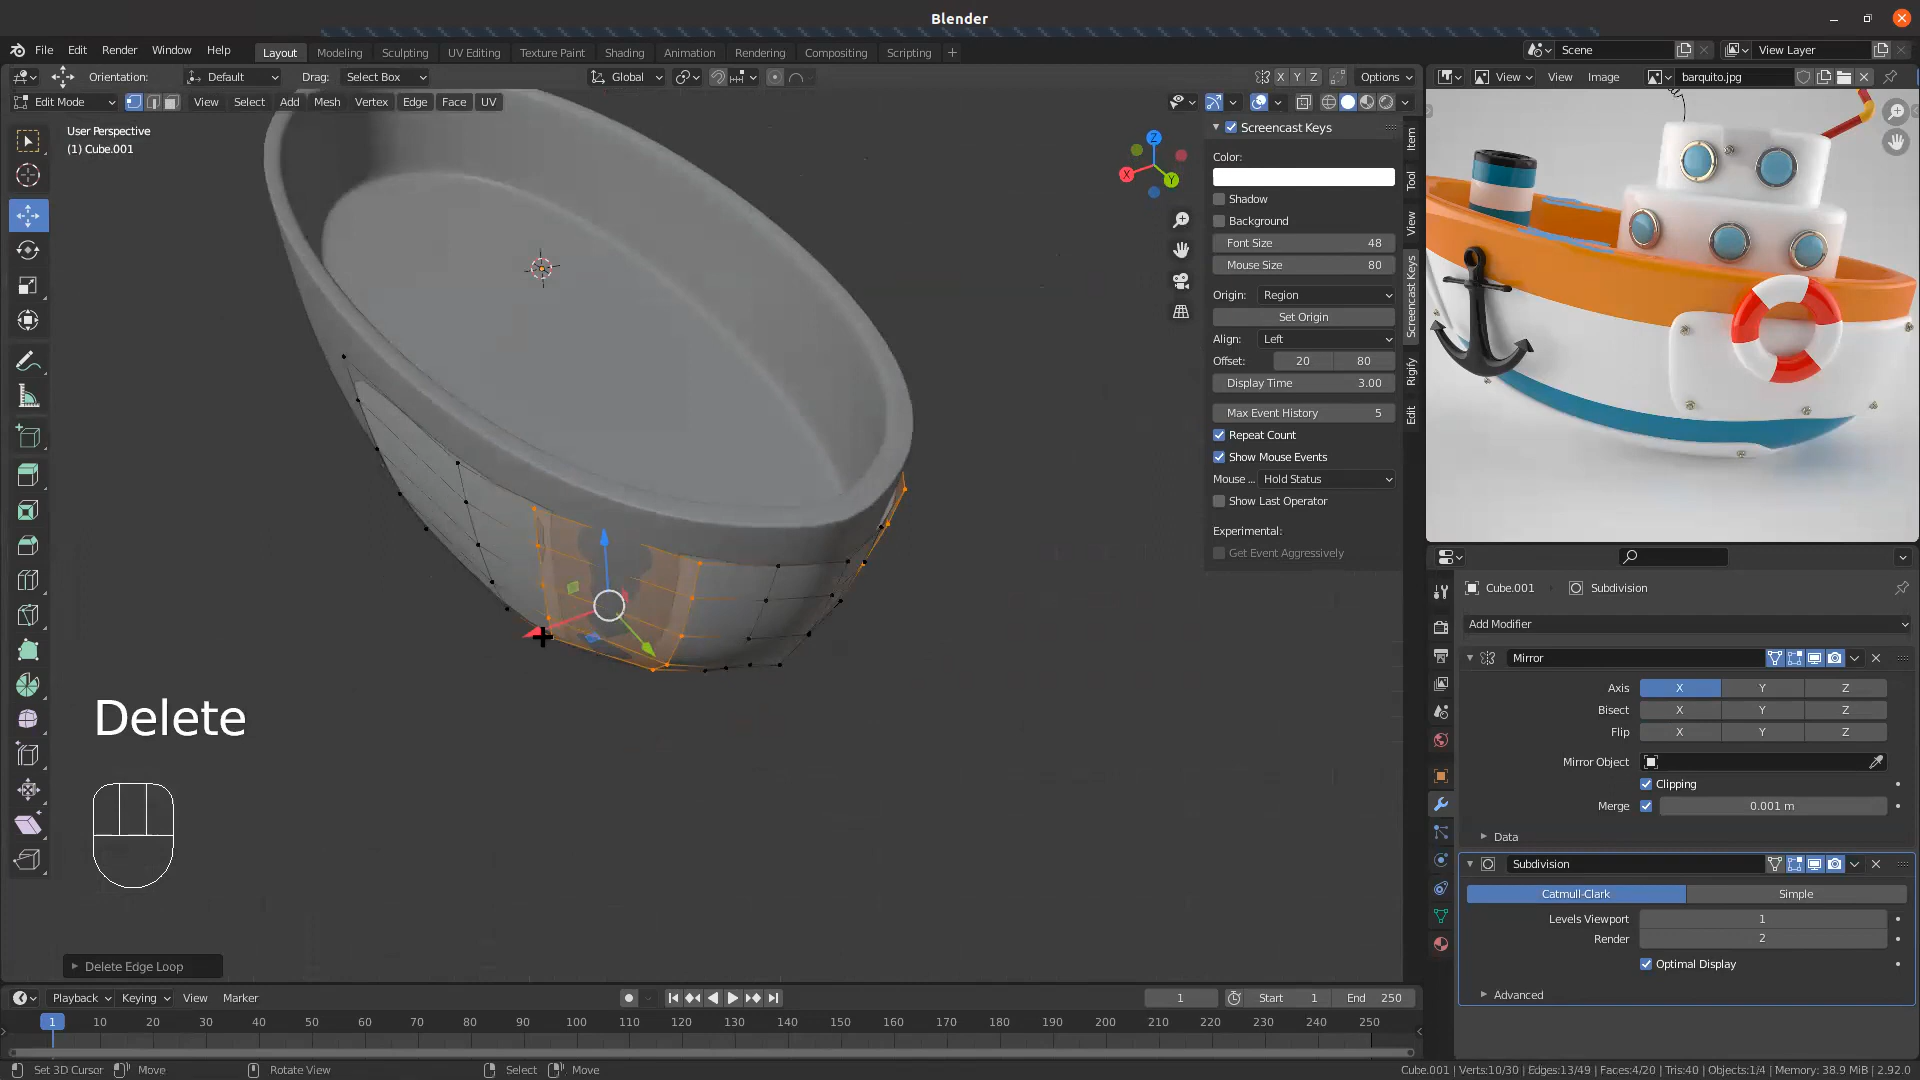 Blender
File Edit Render Window Help
Layout Modeling Sculpting UV Editing Texture Paint Shading Animation Rendering Compositing Scripting +
Scene
View Layer
Orientation: Default Drag: Select Box
Global
X Y Z Options
View View Image barquito.jpg
Edit Mode View Select Add Mesh Vertex Edge Face UV
User Perspective
(1) Cube.001
Z
X
Y
Screencast Keys
Color:
Shadow
Background
Font Size 48
Mouse Size 80
Origin: Region
Set Origin
Align: Left
Offset: 20 80
Display Time 3.00
Max Event History 5
Repeat Count
Show Mouse Events
Mouse ... Hold Status
Show Last Operator
Experimental:
Get Event Aggressively
Item
Tool
View
Screencast Keys
Rigify
Edit
Cube.001 Subdivision
Add Modifier
Mirror
Axis X Y Z
Bisect X Y Z
Flip X Y Z
Mirror Object
Clipping
Merge 0.001 m
Data
Subdivision
Catmull-Clark Simple
Levels Viewport 1
Render 2
Optimal Display
Advanced
Delete
Delete Edge Loop
Playback Keying View Marker
1 Start 1 End 250
1 10 20 30 40 50 60 70 80 90 100 110 120 130 140 150 160 170 180 190 200 210 220 230 240 250
Set 3D Cursor Move Rotate View Select Move
Cube.001 | Verts:10/30 | Edges:13/49 | Faces:4/20 | Tris:40 | Objects:1/4 | Memory: 38.9 MiB | 2.92.0